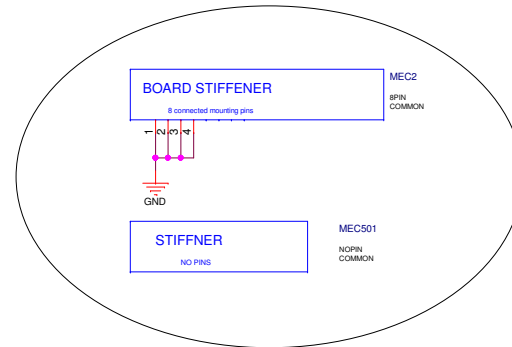 BOARD STIFFENER
8 connected mounting pins
MEC2
8PIN
COMMON
1
2
3
4
GND
STIFFNER
NO PINS
MEC501
NOPIN
COMMON